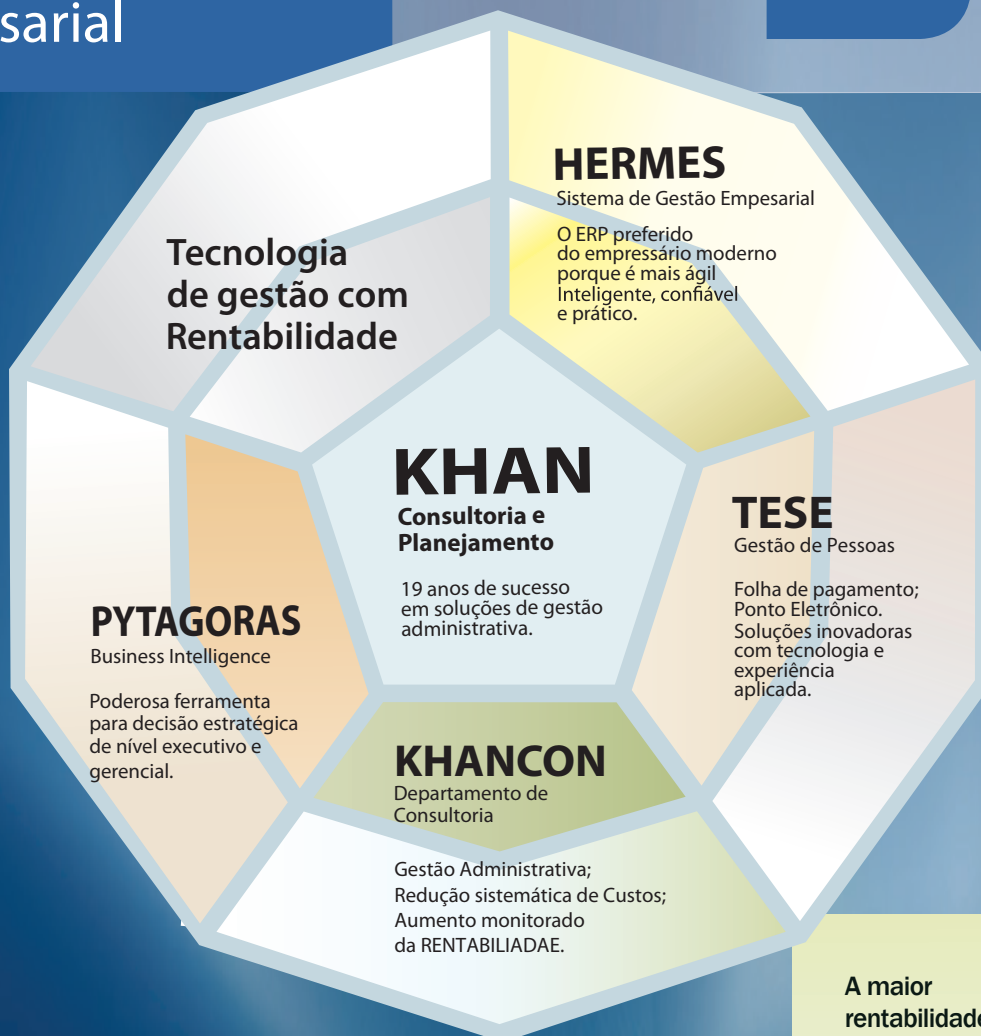 sarial
Tecnologia
de gestão com
Rentabilidade
HERMES
Sistema de Gestão Empesarial
O ERP preferido
do empressário moderno
porque é mais ágil
Inteligente, confiável
e prático.
KHAN
Consultoria e
Planejamento
19 anos de sucesso
em soluções de gestão
administrativa.
TESE
Gestão de Pessoas
Folha de pagamento;
Ponto Eletrônico.
Soluções inovadoras
com tecnologia e
experiência
aplicada.
PYTAGORAS
Business Intelligence
Poderosa ferramenta
para decisão estratégica
de nível executivo e
gerencial.
KHANCON
Departamento de
Consultoria
Gestão Administrativa;
Redução sistemática de Custos;
Aumento monitorado
da RENTABILIADAE.
A maior
rentabilidade